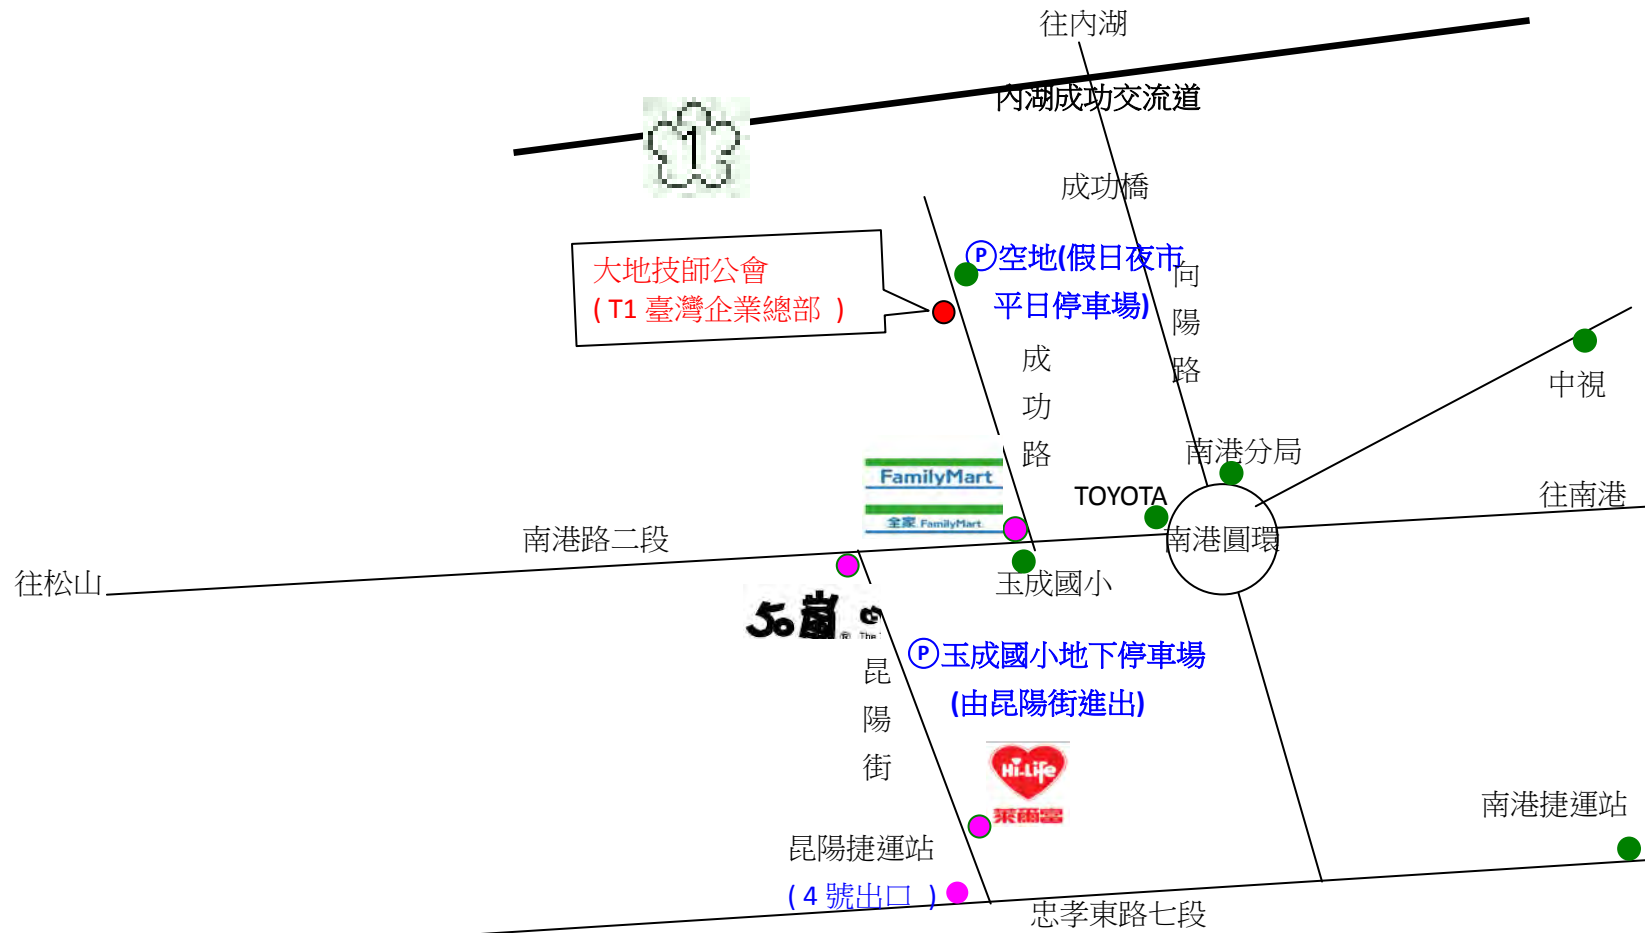 往內湖
內湖成功交流道
1
成功橋
大地技師公會
( T1 臺灣企業總部 )
P 空地(假日夜市
平日停車場)
向陽路
成功路
中視
FamilyMart
全家 FamilyMart
南港分局
TOYOTA
往南港
南港圓環
南港路二段
往松山
玉成國小
50嵐® The
P 玉成國小地下停車場
(由昆陽街進出)
昆陽街
Hi-Life
萊爾富
南港捷運站
昆陽捷運站
( 4 號出口 )
忠孝東路七段